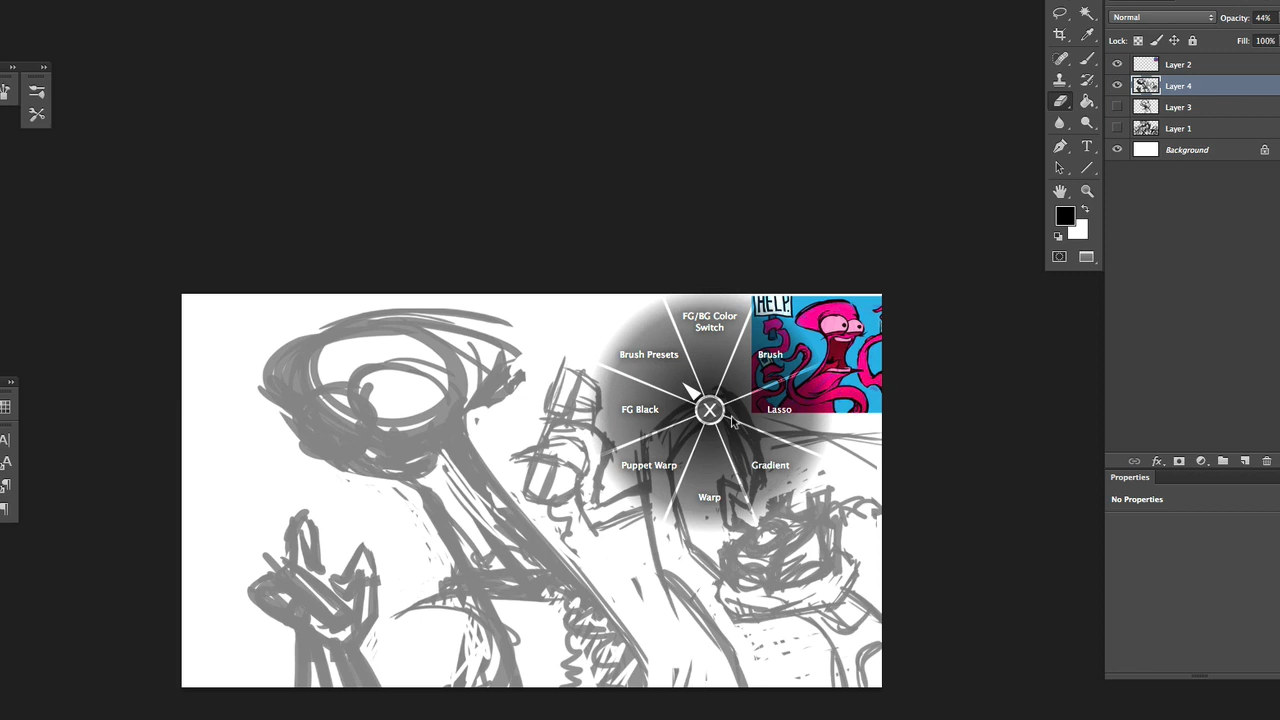 Normal
Opacity: 44%
Lock:
Fill: 100%
Layer 2
Layer 4
Layer 3
Layer 1
Background
Properties
No Properties
FG/BG Color
Switch
Brush Presets
Brush
FG Black
Lasso
Puppet Warp
Gradient
Warp
HELP!